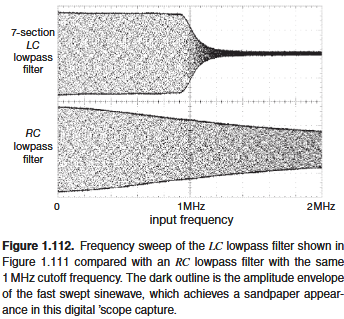 7-section
LC
lowpass
filter
RC
lowpass
filter
0
1MHz
2MHz
input frequency
Figure 1.112. Frequency sweep of the LC lowpass filter shown in
Figure 1.111 compared with an RC lowpass filter with the same
1 MHz cutoff frequency. The dark outline is the amplitude envelope
of the fast swept sinewave, which achieves a sandpaper appear-
ance in this digital ’scope capture.